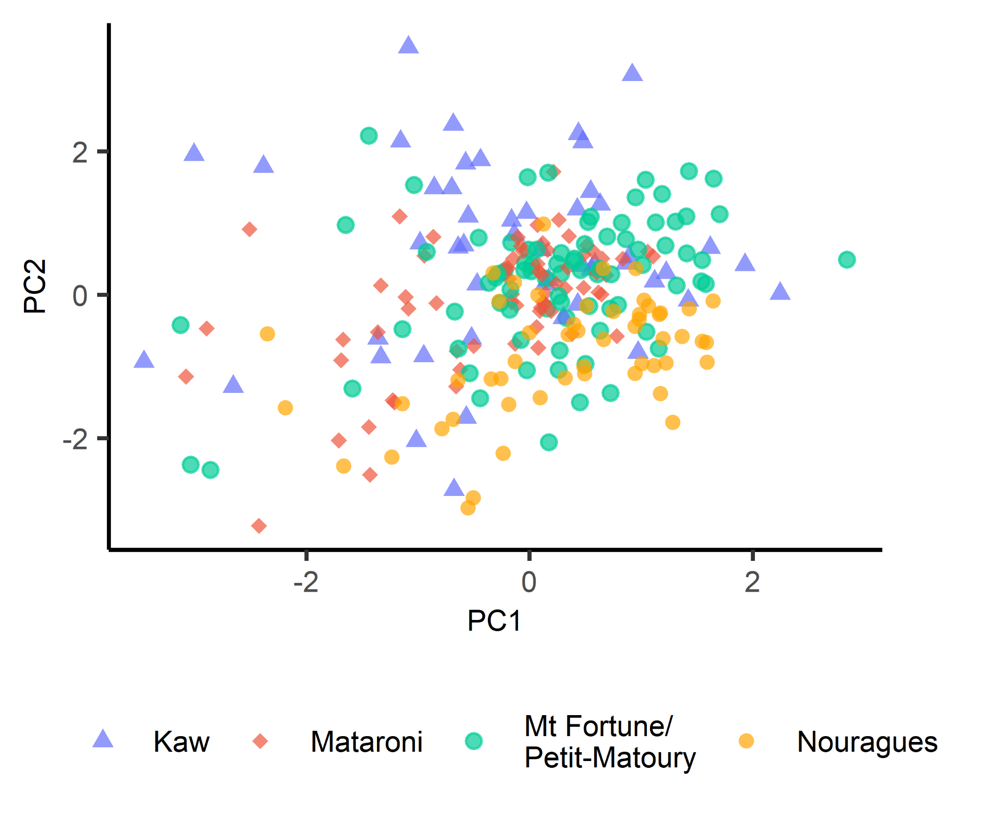 PC2
2
0
-2
-2
0
2
PC1
Kaw
Mataroni
Mt Fortune/
Petit-Matoury
Nouragues